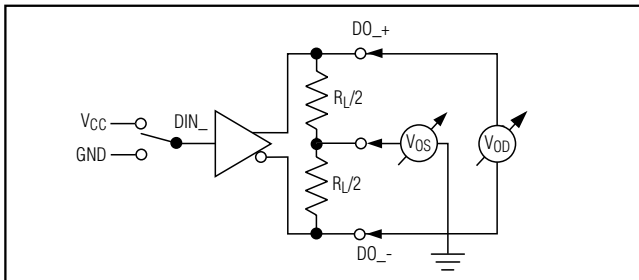 DO_+
RL/2
VCC
DIN_
GND
VOS
VOD
RL/2
DO_-